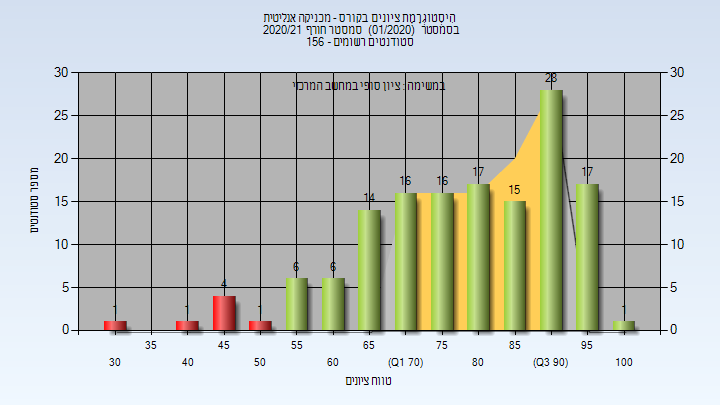 היסטוגרמת ציונים בקורס - מכניקה אנליטית
בסמסטר (01/2020) סמסטר חורף 2020/21
סטודנטים רשומים - 156
במשימה : ציון סופי במחשב המרכזי
30 30
25 25
20 20
15 15
10 10
5 5
0 0
1 1 4 1 6 6 14 16 16 17 15 28 17 1
מספר סטודנטים
35 45 55 65 75 85 95
30 40 50 60 (Q1 70) 80 (Q3 90) 100
טווח ציונים